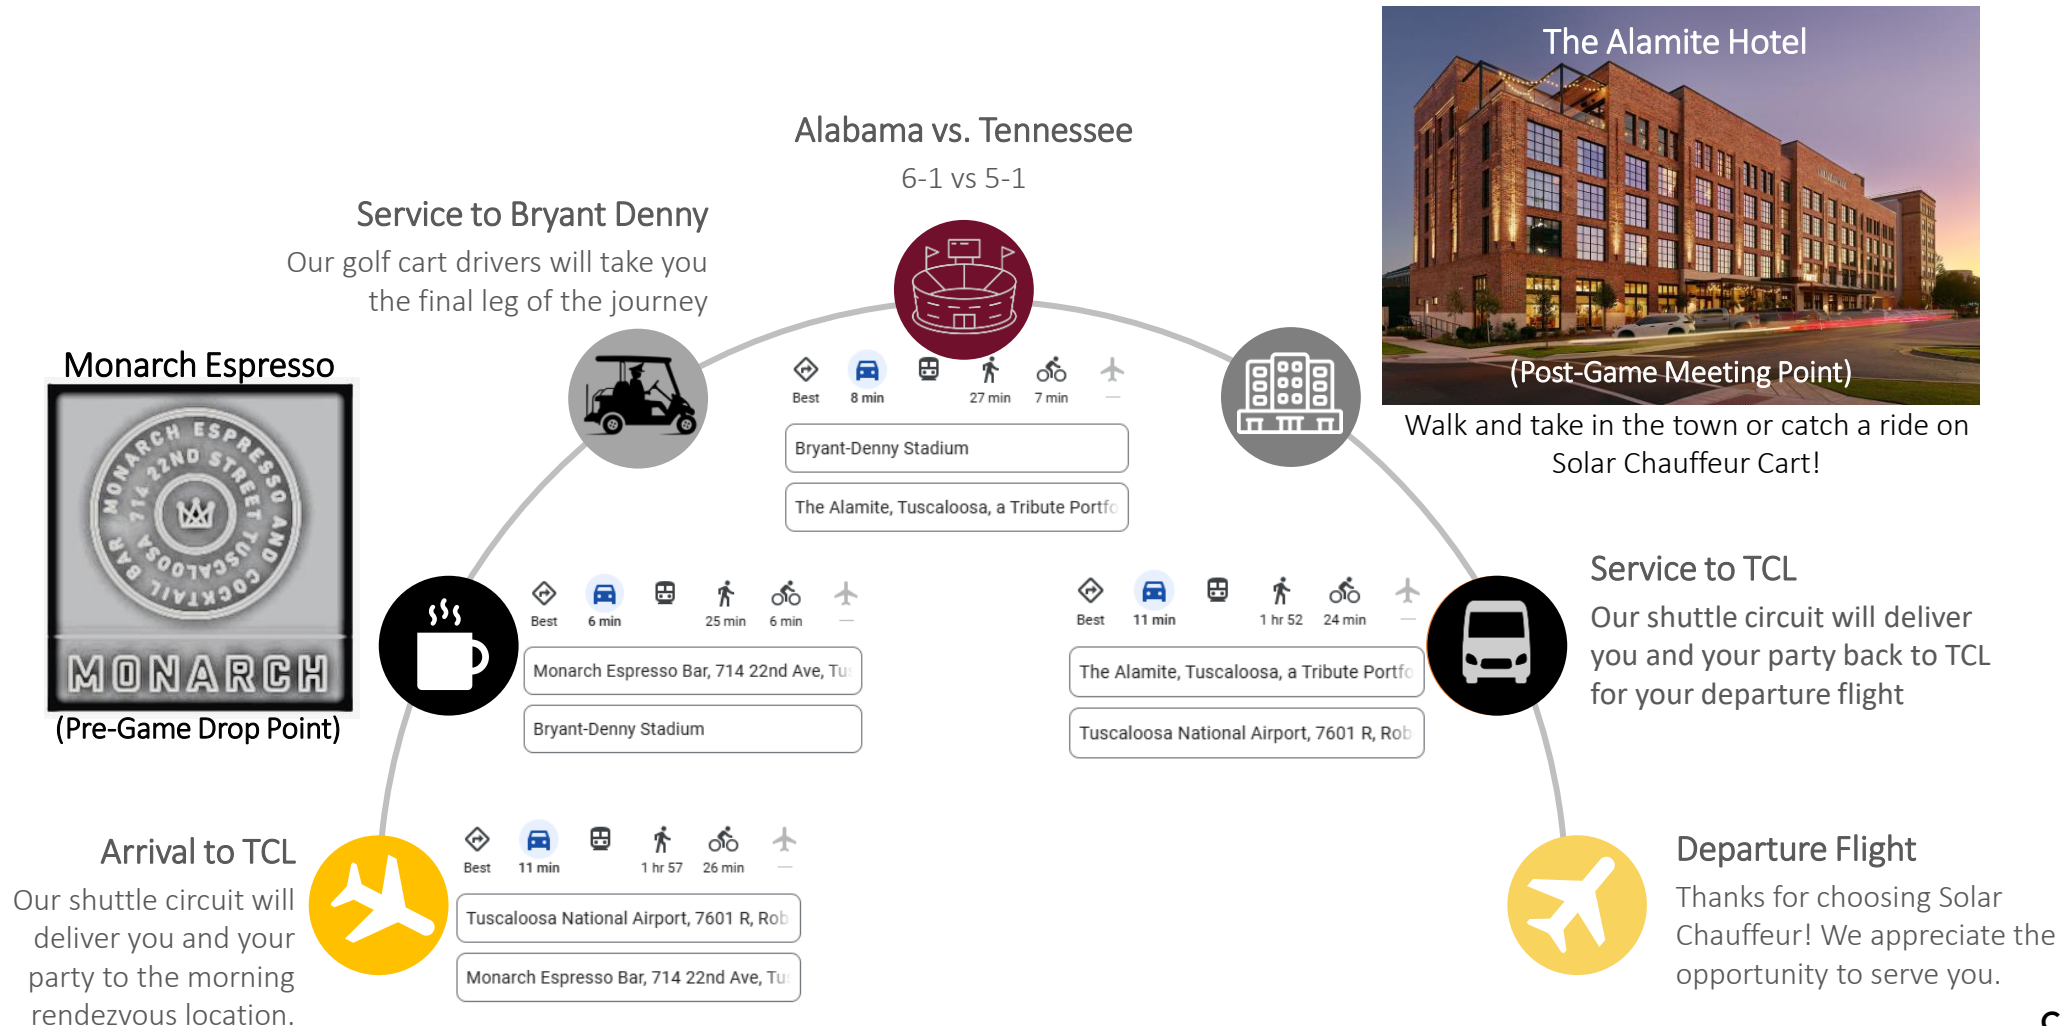 The Alamite Hotel
(Post-Game Meeting Point)
Walk and take in the town or catch a ride on
Solar Chauffeur Cart!
Alabama vs. Tennessee
6-1 vs 5-1
Service to Bryant Denny
Our golf cart drivers will take you
the final leg of the journey
Monarch Espresso
MONARCH ESPRESSO AND COCKTAIL BAR
714 22ND STREET TUSCALOOSA
MONARCH
(Pre-Game Drop Point)
Best 8 min 27 min 7 min —
Bryant-Denny Stadium
The Alamite, Tuscaloosa, a Tribute Portfo
Best 6 min 25 min 6 min —
Monarch Espresso Bar, 714 22nd Ave, Tus
Bryant-Denny Stadium
Best 11 min 1 hr 52 24 min —
The Alamite, Tuscaloosa, a Tribute Portfo
Tuscaloosa National Airport, 7601 R, Rob
Service to TCL
Our shuttle circuit will deliver
you and your party back to TCL
for your departure flight
Arrival to TCL
Our shuttle circuit will
deliver you and your
party to the morning
rendezvous location.
Best 11 min 1 hr 57 26 min —
Tuscaloosa National Airport, 7601 R, Rob
Monarch Espresso Bar, 714 22nd Ave, Tu
Departure Flight
Thanks for choosing Solar
Chauffeur! We appreciate the
opportunity to serve you.